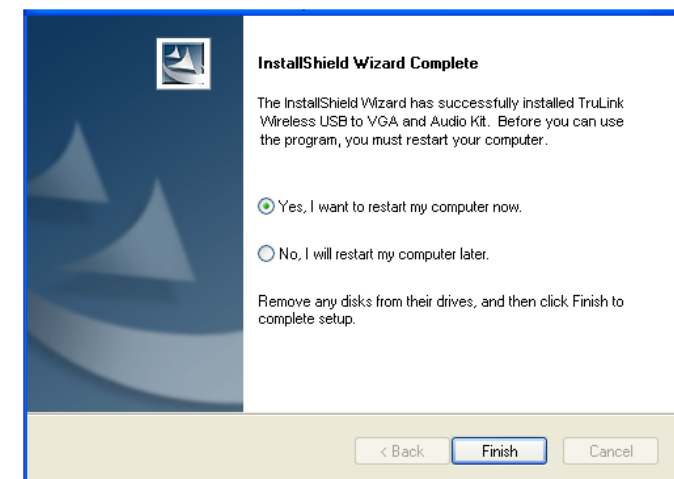 InstallShield Wizard Complete
The InstallShield Wizard has successfully installed TruLink
Wireless USB to VGA and Audio Kit. Before you can use
the program, you must restart your computer.
Yes, I want to restart my computer now.
No, I will restart my computer later.
Remove any disks from their drives, and then click Finish to
complete setup.
< Back Finish Cancel